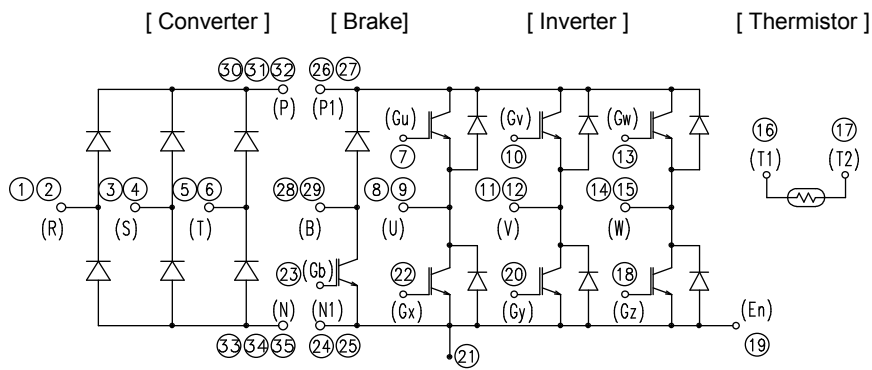 [ Converter ] [ Brake] [ Inverter ] [ Thermistor ]
30 31 32 26 27
(P) (P1)
(Gu) (Gv) (Gw)
7 10 13
16 17
(T1) (T2)
1 2 3 4 5 6 28 29 8 9 11 12 14 15
(R) (S) (T) (B) (U) (V) (W)
23 (Gb) 22 20 18
(N) (N1) (Gx) (Gy) (Gz) (En)
33 34 35 24 25 21 19